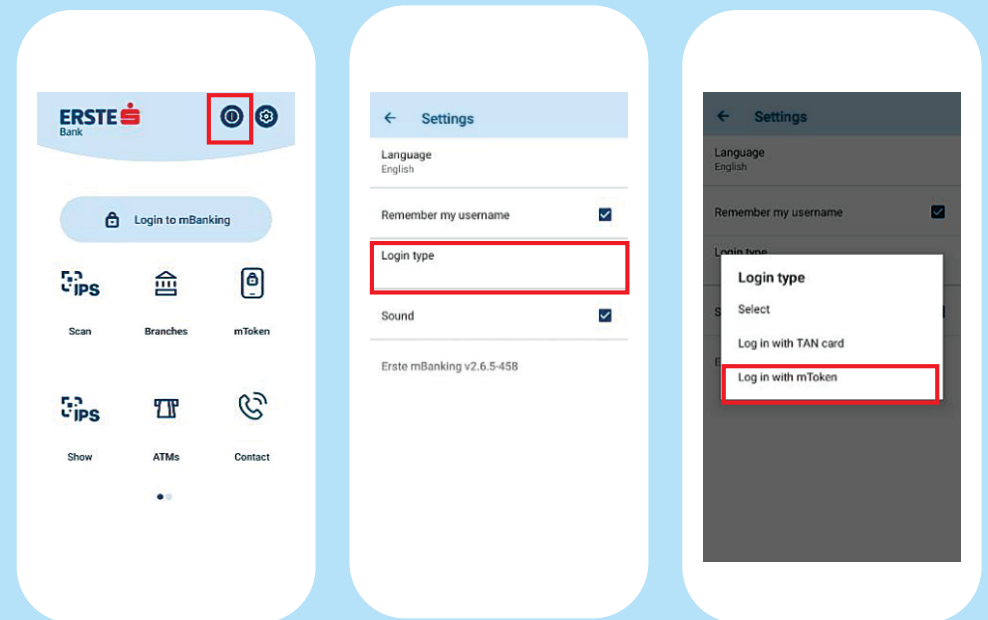 ERSTE
Bank
Login to mBanking
IPS
Scan
Branches
mToken
IPS
Show
ATMs
Contact
Settings
Language
English
Remember my username
Login type
Sound
Erste mBanking v2.6.5-458
Settings
Language
English
Remember my username
Login type
Login type
Select
Log in with TAN card
Log in with mToken